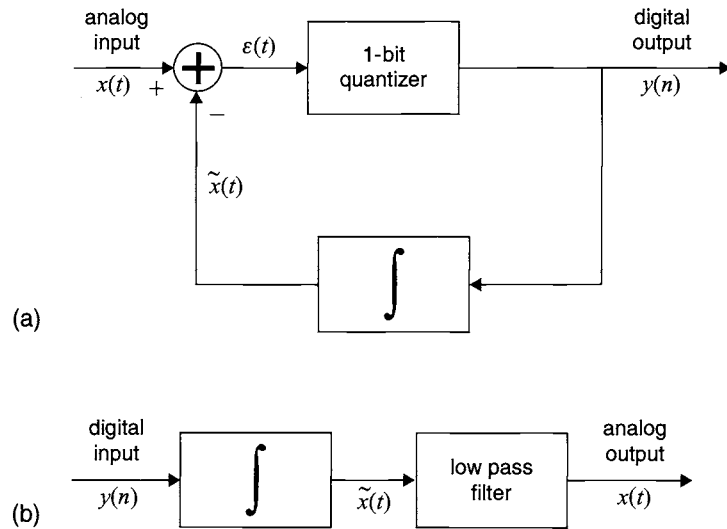 analog
input
x(t)
+
+
ε(t)
1-bit
quantizer
digital
output
y(n)
−
x̃(t)
∫
(a)
digital
input
y(n)
∫
x̃(t)
low pass
filter
analog
output
x(t)
(b)